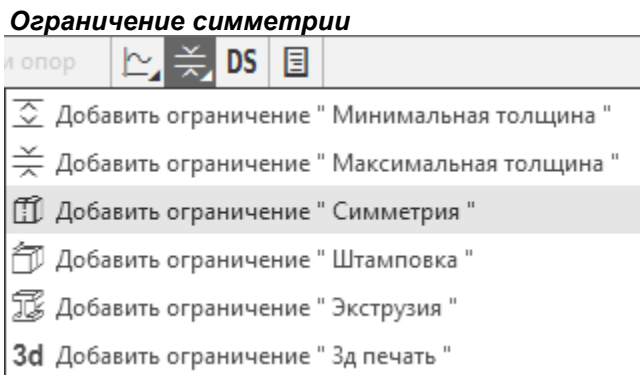 Ограничение симметрии
и опор DS
Добавить ограничение " Минимальная толщина "
Добавить ограничение " Максимальная толщина "
Добавить ограничение " Симметрия "
Добавить ограничение " Штамповка "
Добавить ограничение " Экструзия "
3d Добавить ограничение " 3д печать "